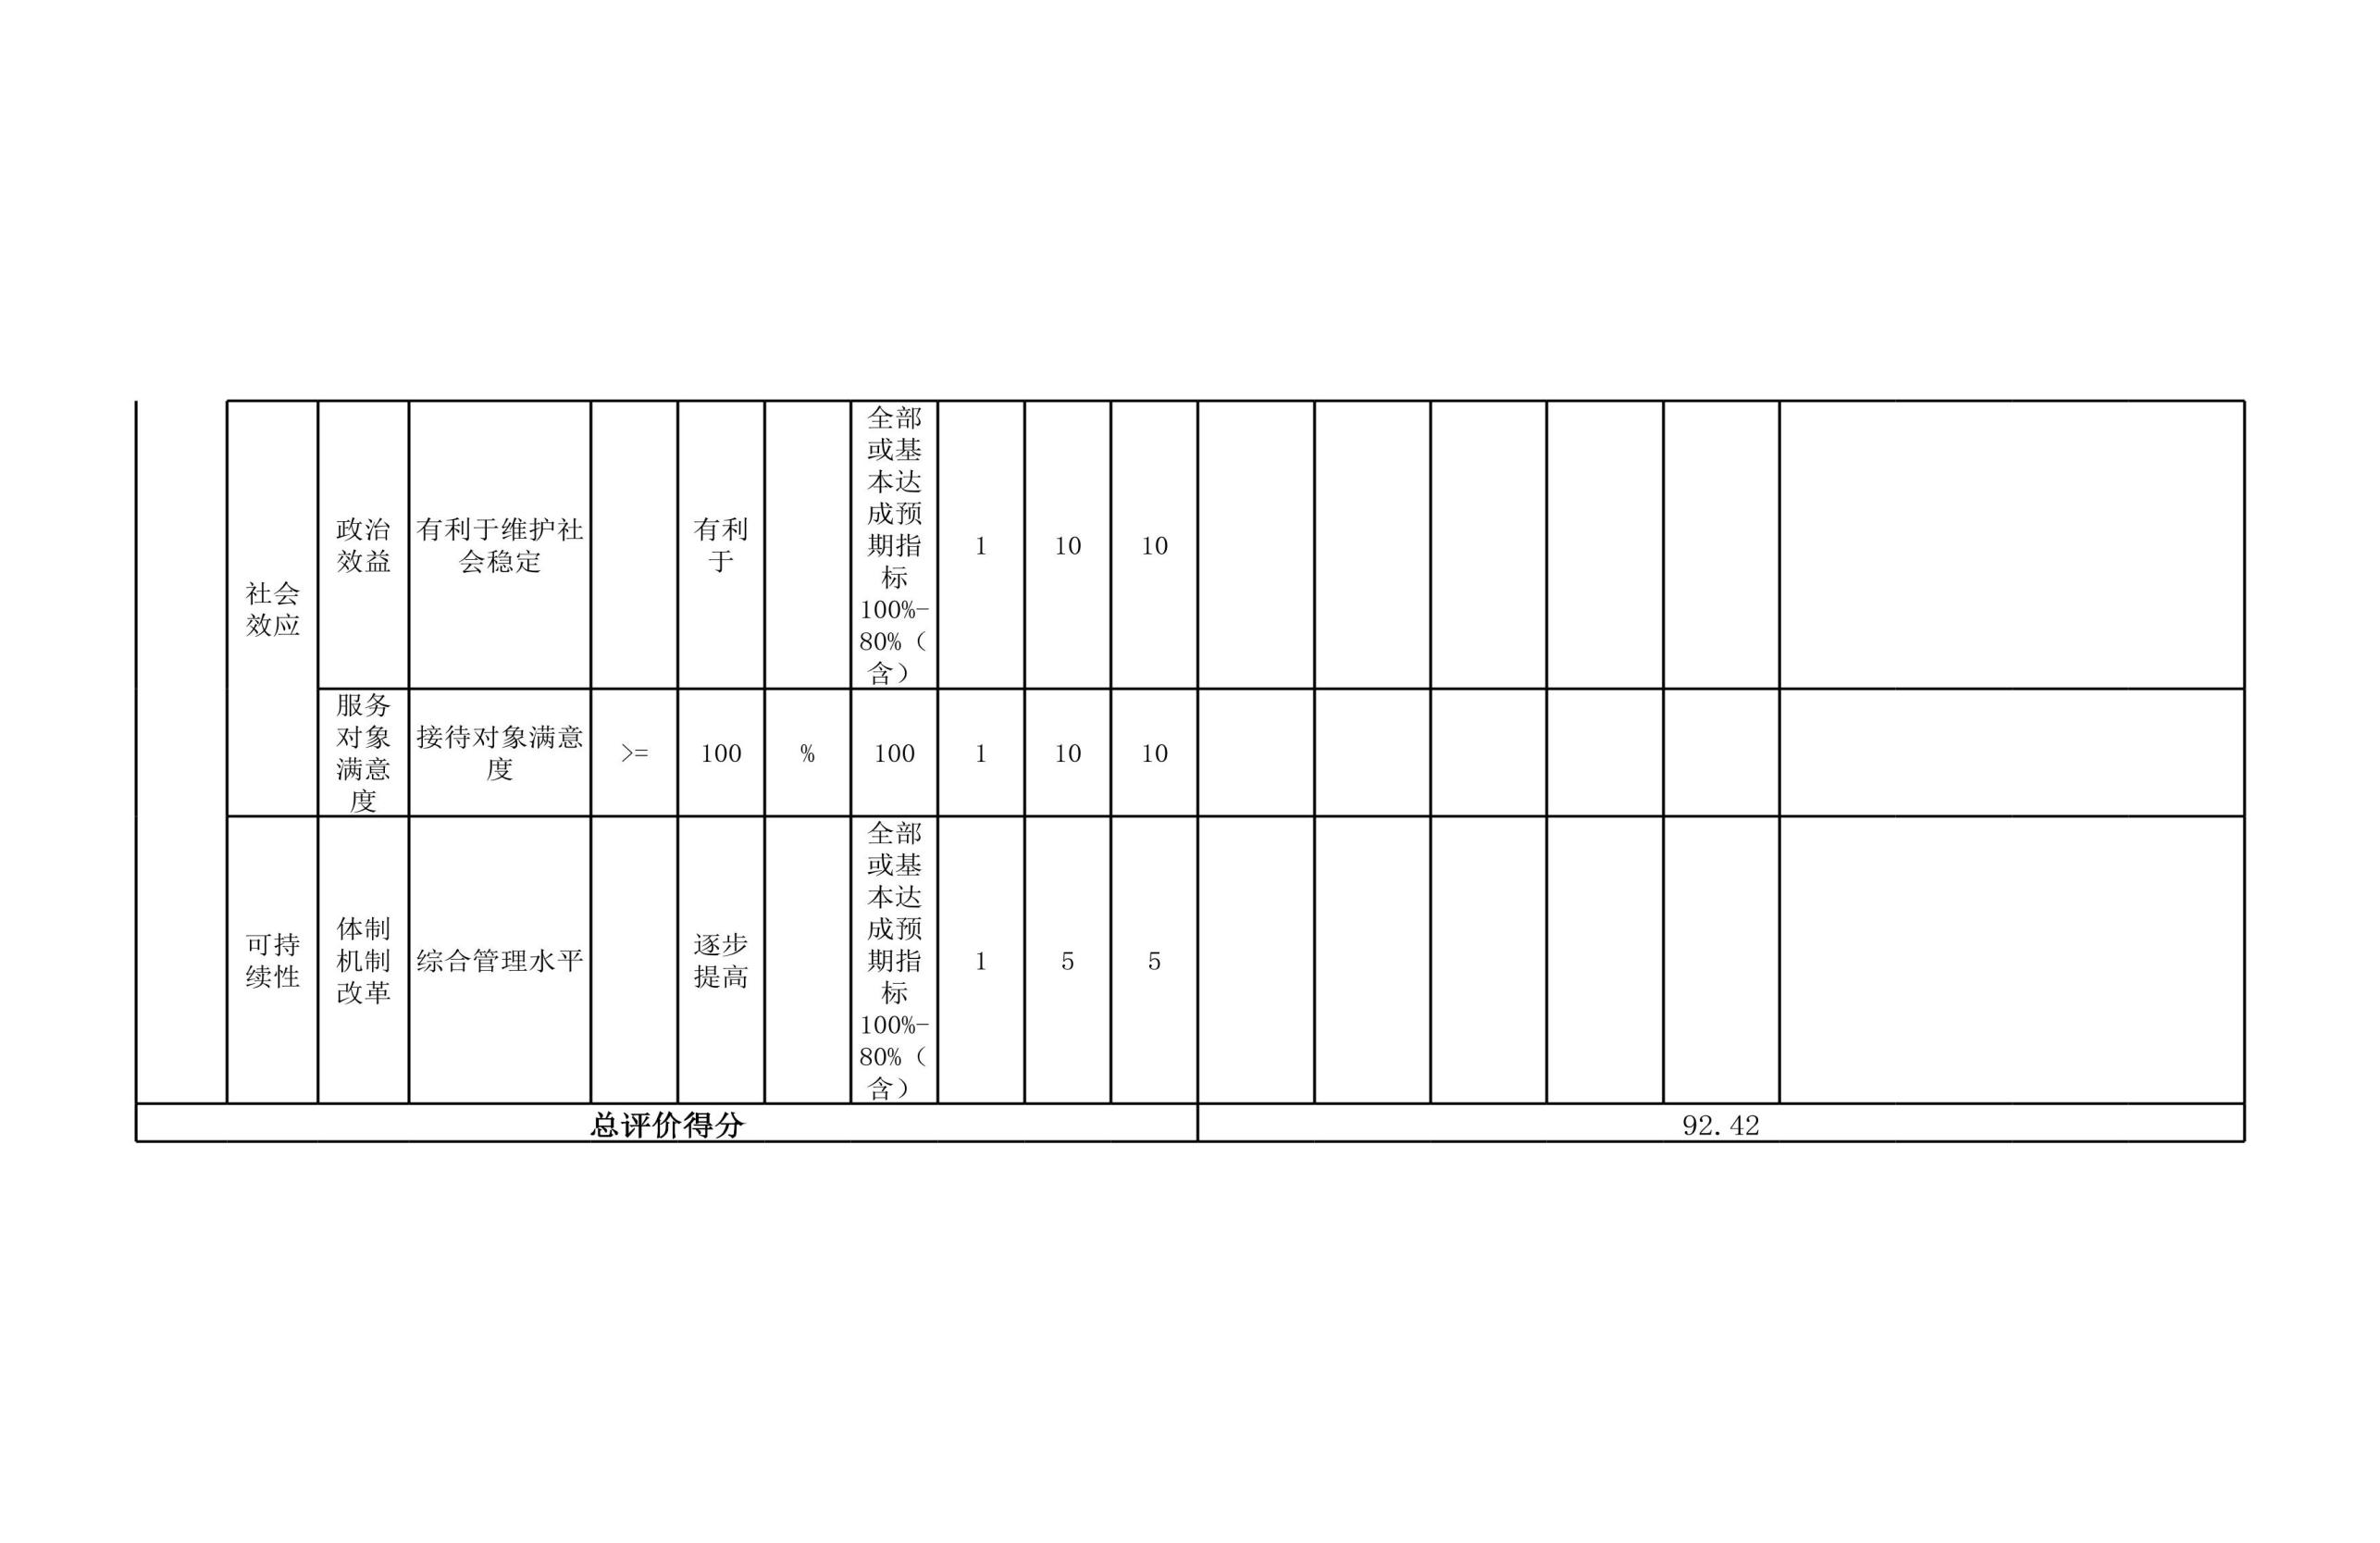 社会
效应
政治
效益
有利于维护社
会稳定
有利
于
全部
或基
本达
成预
期指
标
100%-
80%（
含）
1
10
10
服务
对象
满意
度
接待对象满意
度
>=
100
%
100
1
10
10
可持
续性
体制
机制
改革
综合管理水平
逐步
提高
全部
或基
本达
成预
期指
标
100%-
80%（
含）
1
5
5
总评价得分
92.42